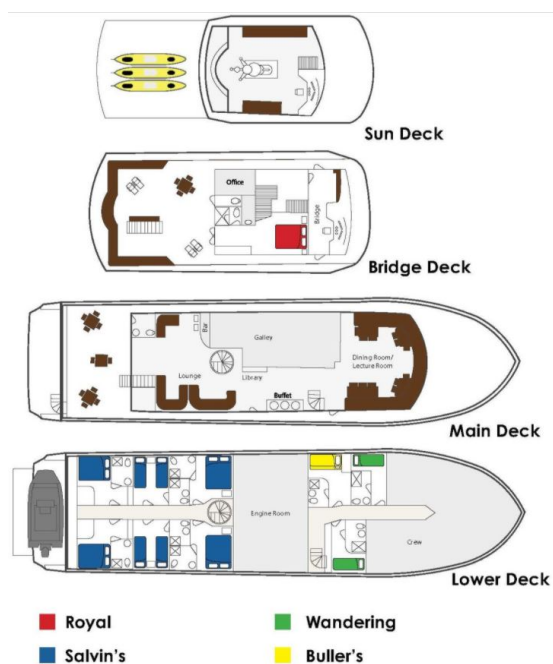 Sun Deck
Office
Bridge
Bridge Deck
Bar
Galley
Dining Room/
Lecture Room
Lounge
Library
Buffet
Main Deck
Engine Room
Crew
Lower Deck
Royal
Wandering
Salvin's
Buller's